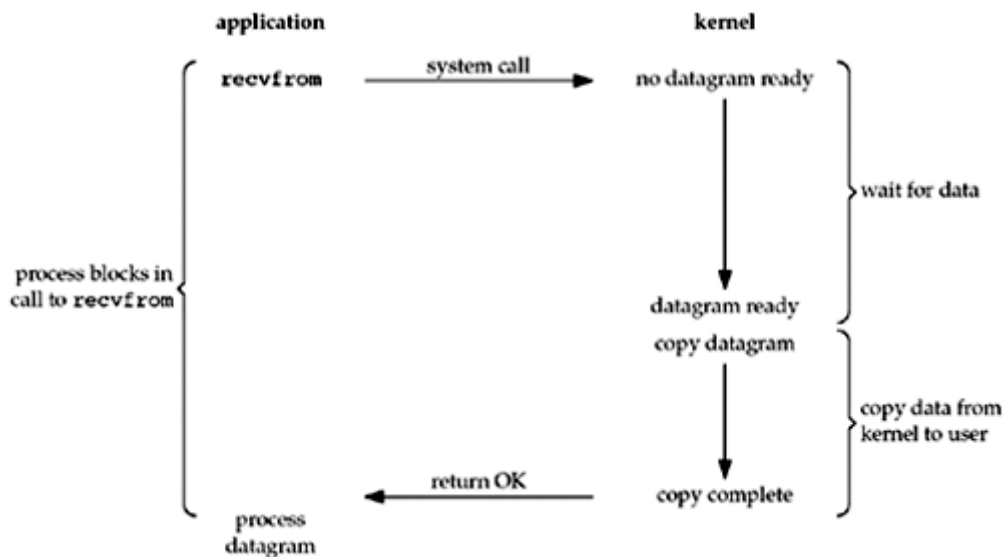 application
kernel
recvfrom
system call
no datagram ready
wait for data
process blocks in
call to recvfrom
datagram ready
copy datagram
copy data from
kernel to user
return OK
copy complete
process
datagram